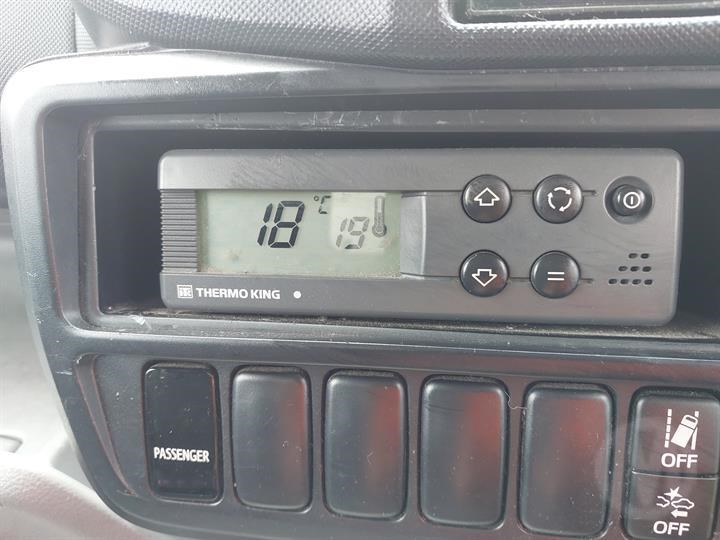 18 °C 19
THERMO KING
PASSENGER
OFF
OFF